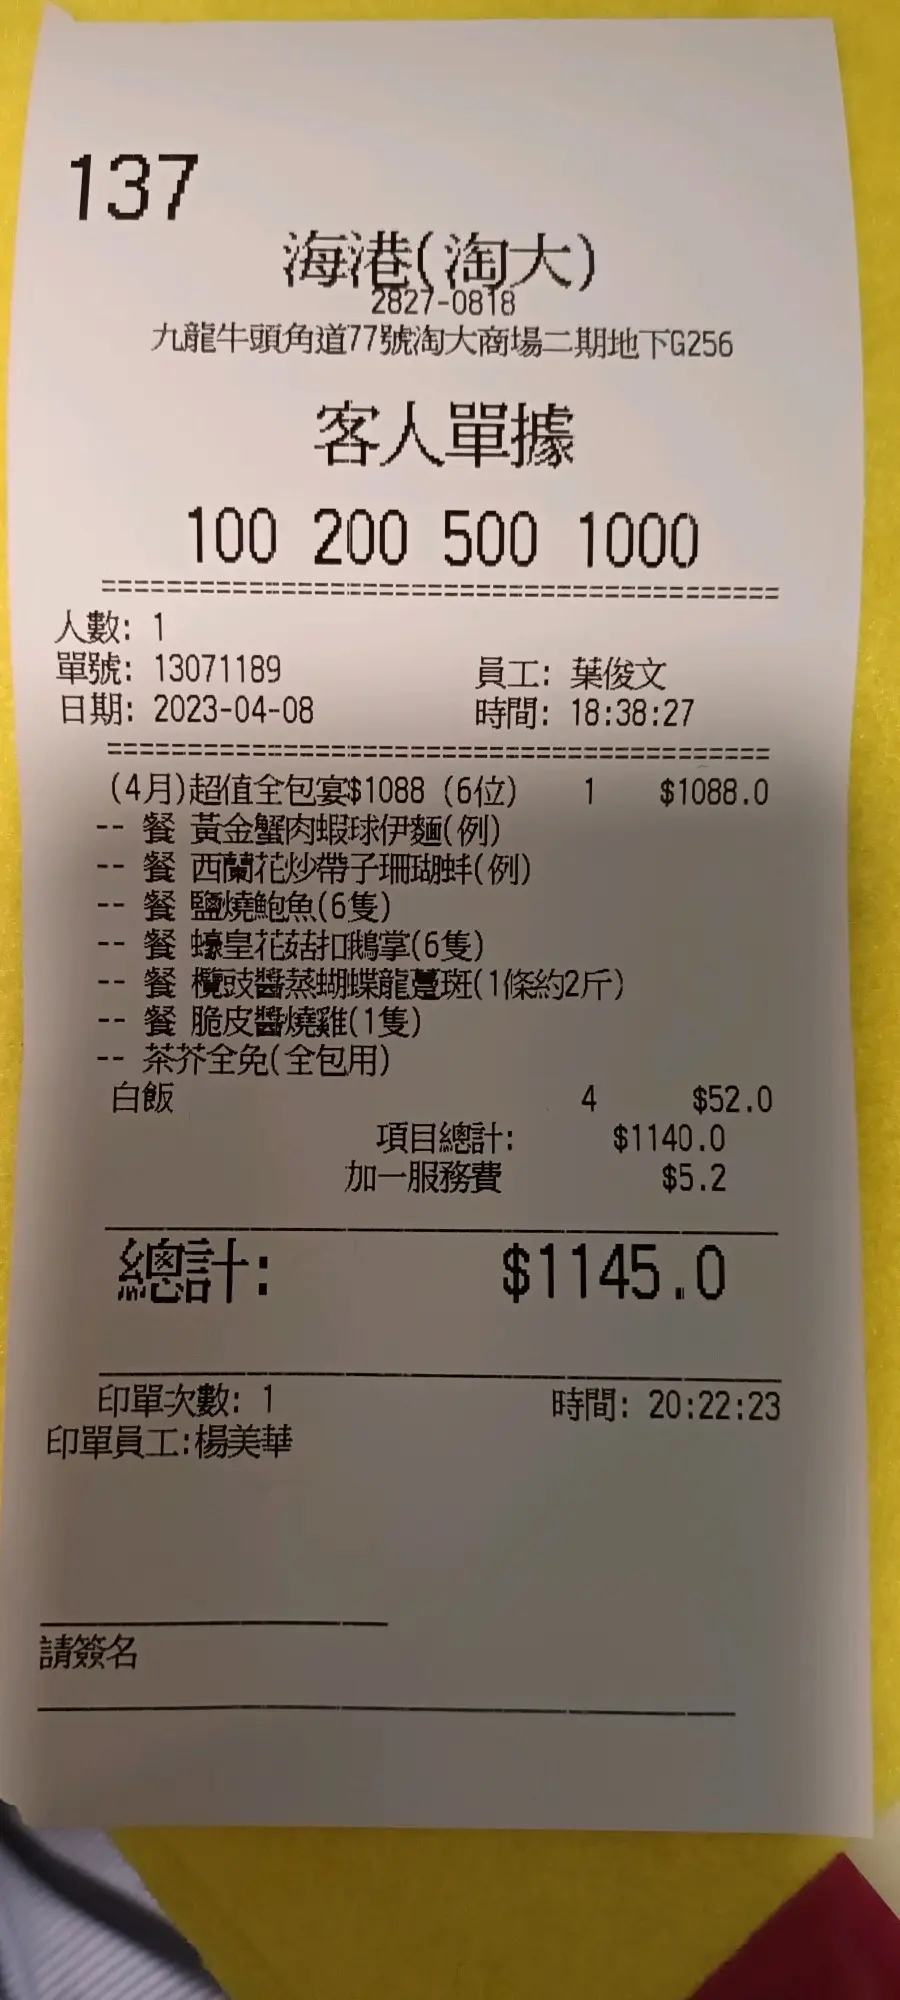 137
海港(淘大)
2827-0818
九龍牛頭角道77號淘大商場二期地下G256
客人單據
100 200 500 1000
人數: 1
單號: 13071189 員工: 葉俊文
日期: 2023-04-08 時間: 18:38:27
(4月)超值全包宴$1088 (6位) 1 $1088.0
-- 餐 黃金蟹肉蝦球伊麵(例)
-- 餐 西蘭花炒帶子珊瑚蚌(例)
-- 餐 鹽燒鮑魚(6隻)
-- 餐 蠔皇花菇扣鵝掌(6隻)
-- 餐 欖豉醬蒸蝴蝶龍躉斑(1條約2斤)
-- 餐 脆皮醬燒雞(1隻)
-- 茶芥全免(全包用)
白飯 4 $52.0
項目總計: $1140.0
加一服務費 $5.2
總計: $1145.0
印單次數: 1 時間: 20:22:23
印單員工:楊美華
請簽名